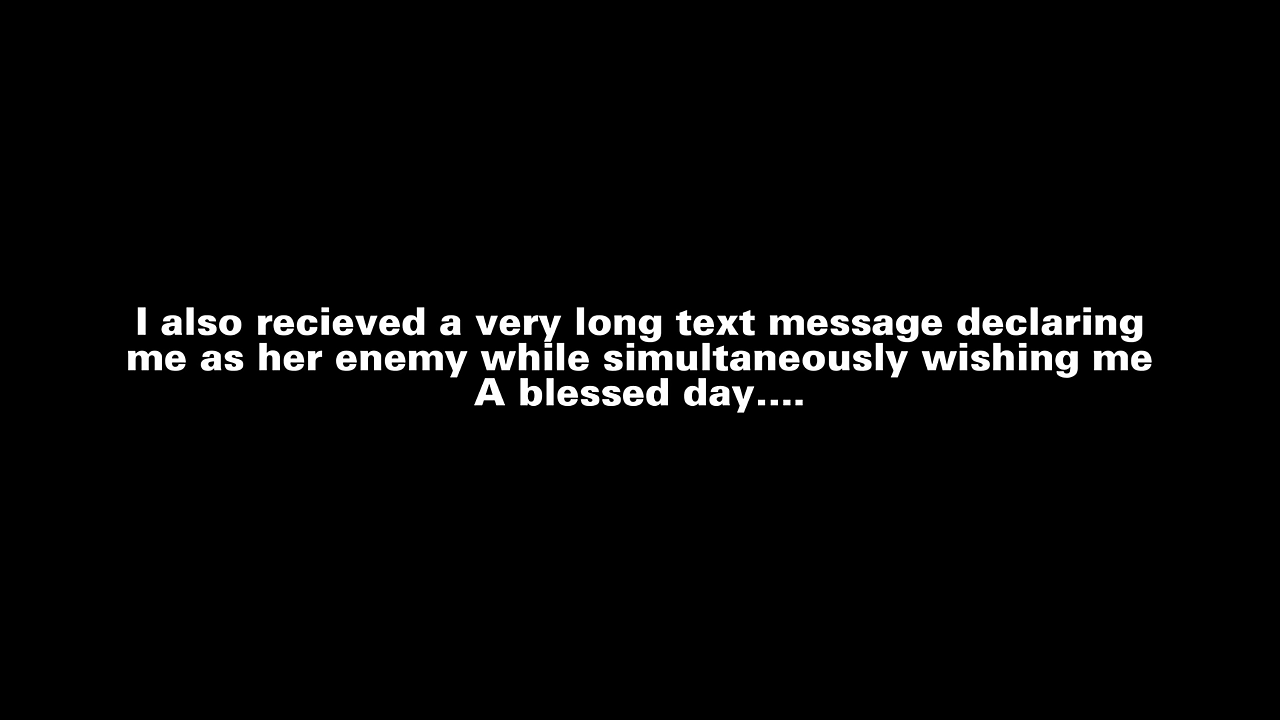 I also recieved a very long text message declaring
me as her enemy while simultaneously wishing me
A blessed day....